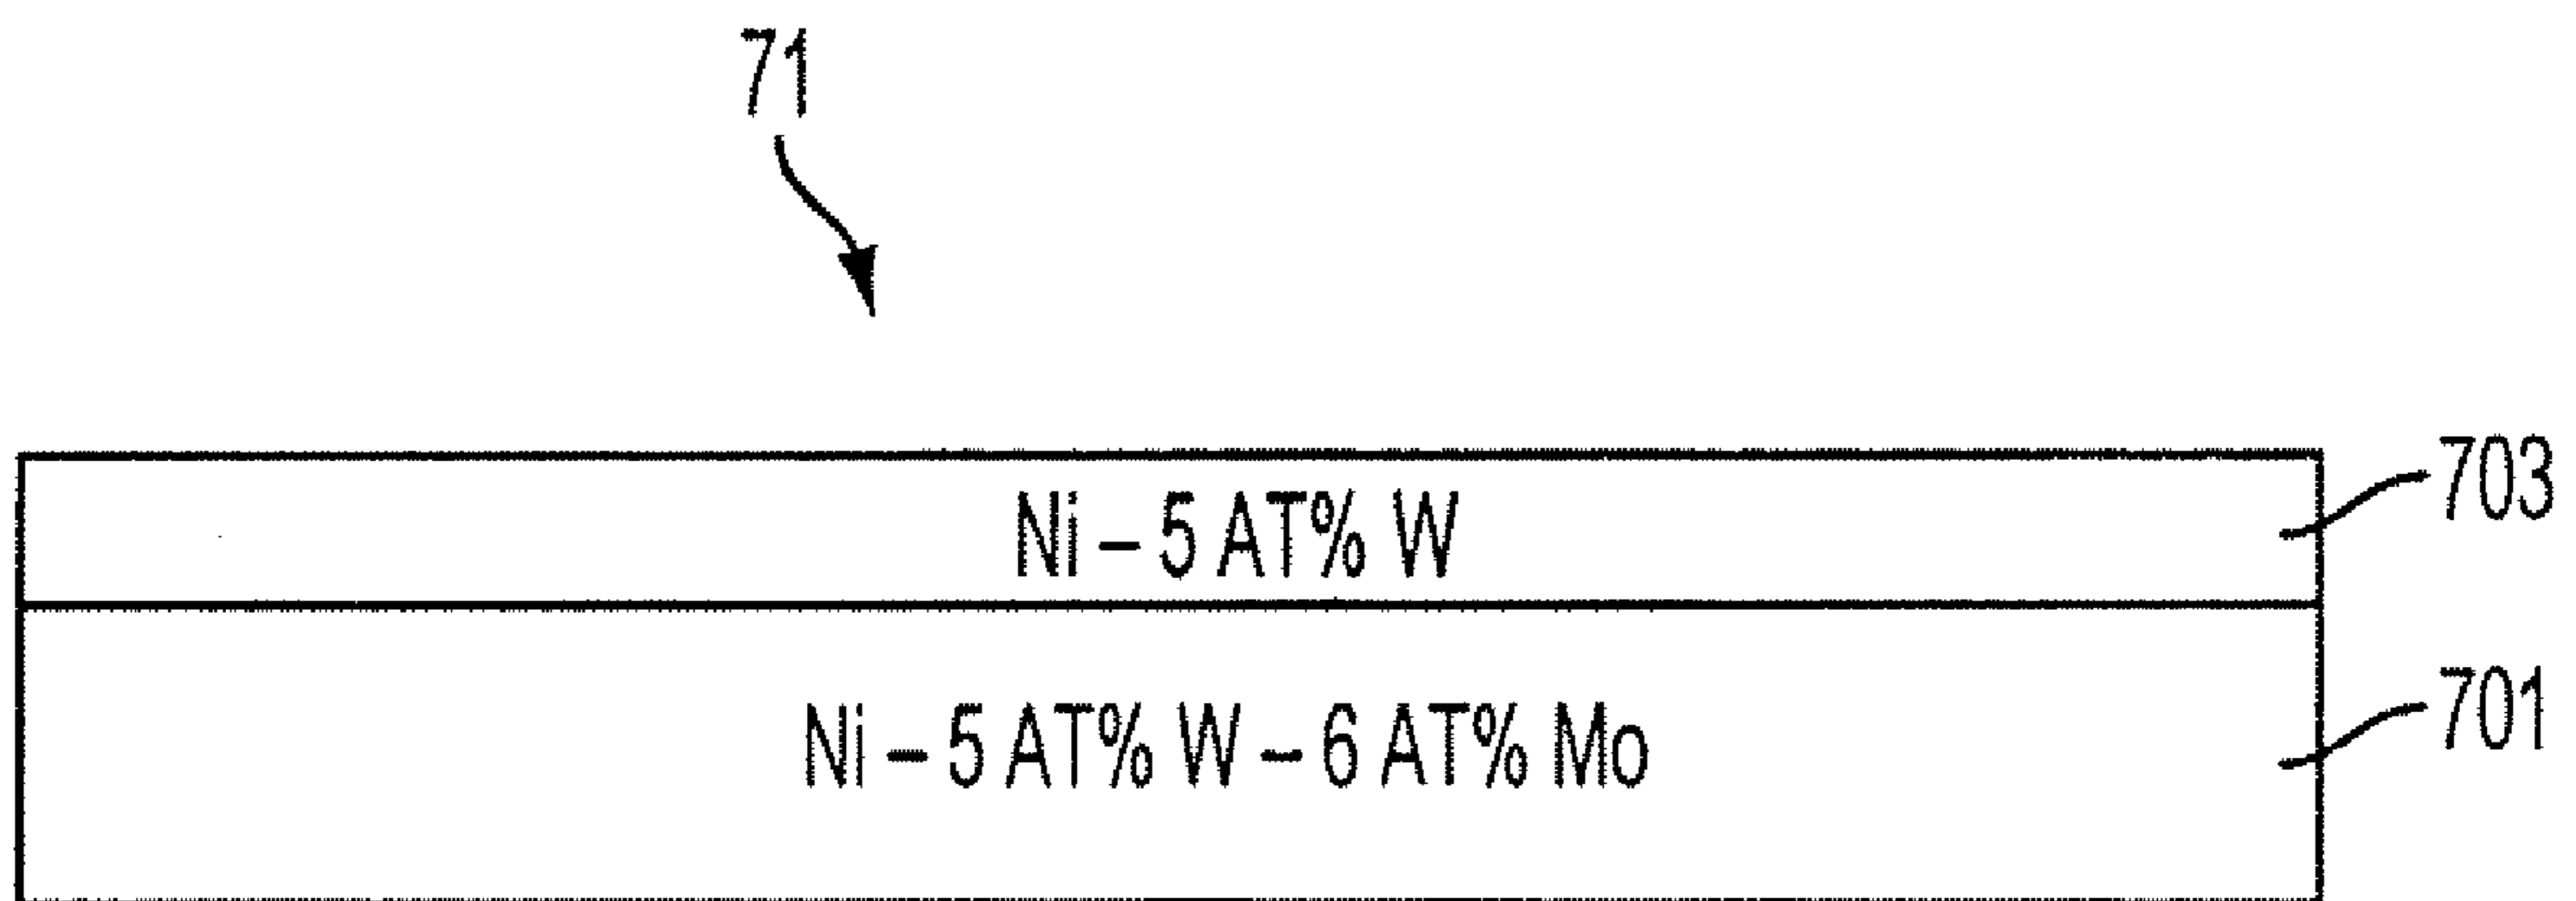 71
Ni – 5 AT% W
703
Ni – 5 AT% W – 6 AT% Mo
701